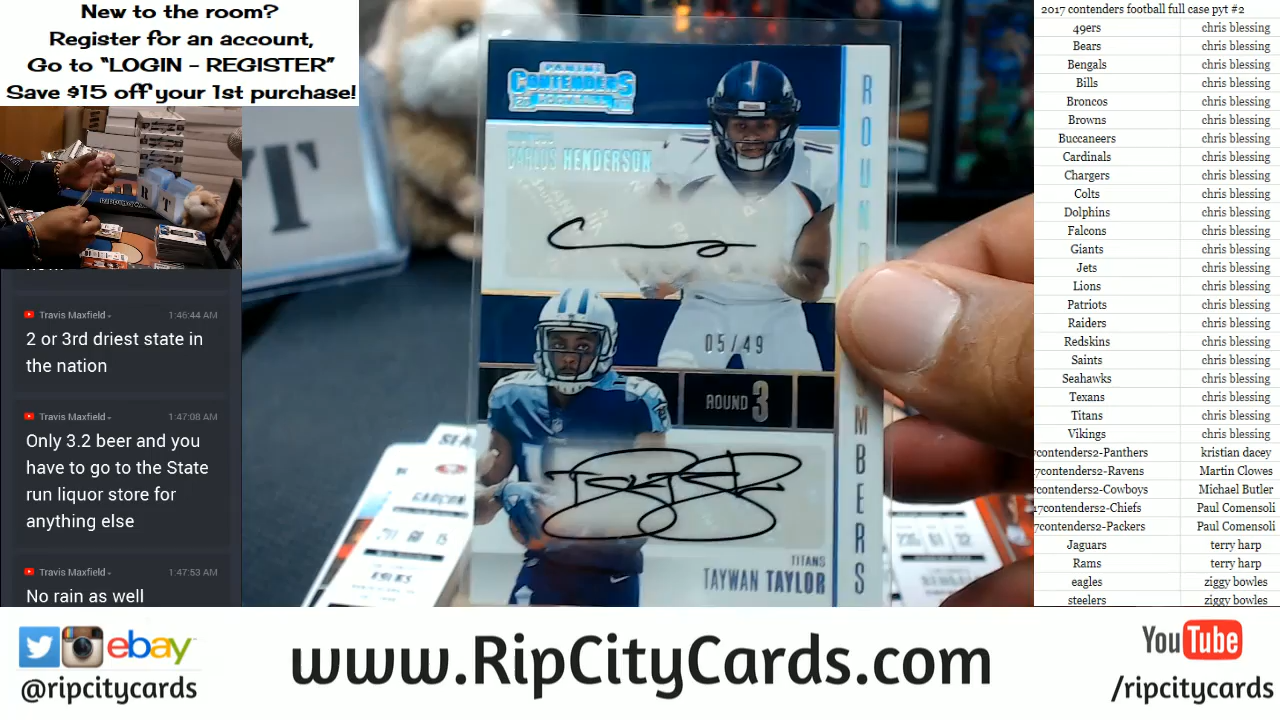 New to the room?
Register for an account,
Go to “LOGIN - REGISTER”
Save $15 off your 1st purchase!
Travis Maxfield
1:46:44 AM
2 or 3rd driest state in
the nation
Travis Maxfield
1:47:08 AM
Only 3.2 beer and you
have to go to the State
run liquor store for
anything else
Travis Maxfield
1:47:53 AM
No rain as well
PANINI
CONTENDERS
FOOTBALL
CARLOS HENDERSON
05/49
ROUND 3
TITANS
TAYWAN TAYLOR
ROUND
MBERS
2017 contenders football full case pyt #2
49ers chris blessing
Bears chris blessing
Bengals chris blessing
Bills chris blessing
Broncos chris blessing
Browns chris blessing
Buccaneers chris blessing
Cardinals chris blessing
Chargers chris blessing
Colts chris blessing
Dolphins chris blessing
Falcons chris blessing
Giants chris blessing
Jets chris blessing
Lions chris blessing
Patriots chris blessing
Raiders chris blessing
Redskins chris blessing
Saints chris blessing
Seahawks chris blessing
Texans chris blessing
Titans chris blessing
Vikings chris blessing
7contenders2-Panthers kristian dacey
17contenders2-Ravens Martin Clowes
contenders2-Cowboys Michael Butler
17contenders2-Chiefs Paul Comensoli
7contenders2-Packers Paul Comensoli
Jaguars terry harp
Rams terry harp
eagles ziggy bowles
steelers ziggy bowles
ebay
@ripcitycards
www.RipCityCards.com
YouTube
/ripcitycards